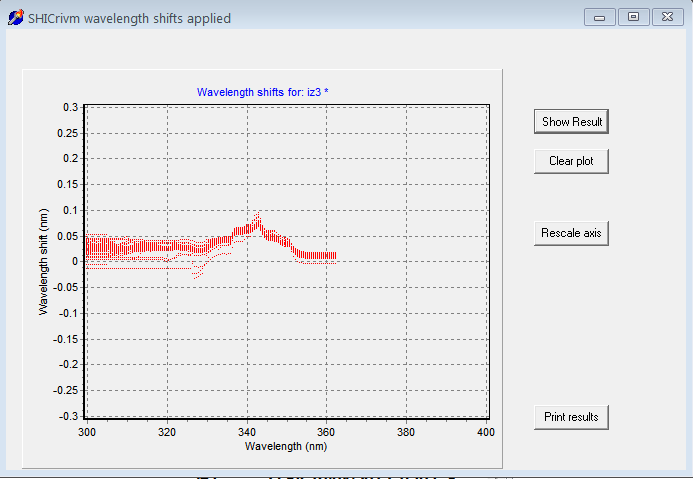 SHICrivm wavelength shifts applied
Wavelength shifts for: iz3 *
0.3
0.25
0.2
0.15
0.1
0.05
0
-0.05
-0.1
-0.15
-0.2
-0.25
-0.3
Wavelength shift (nm)
300 320 340 360 380 400
Wavelength (nm)
Show Result
Clear plot
Rescale axis
Print results